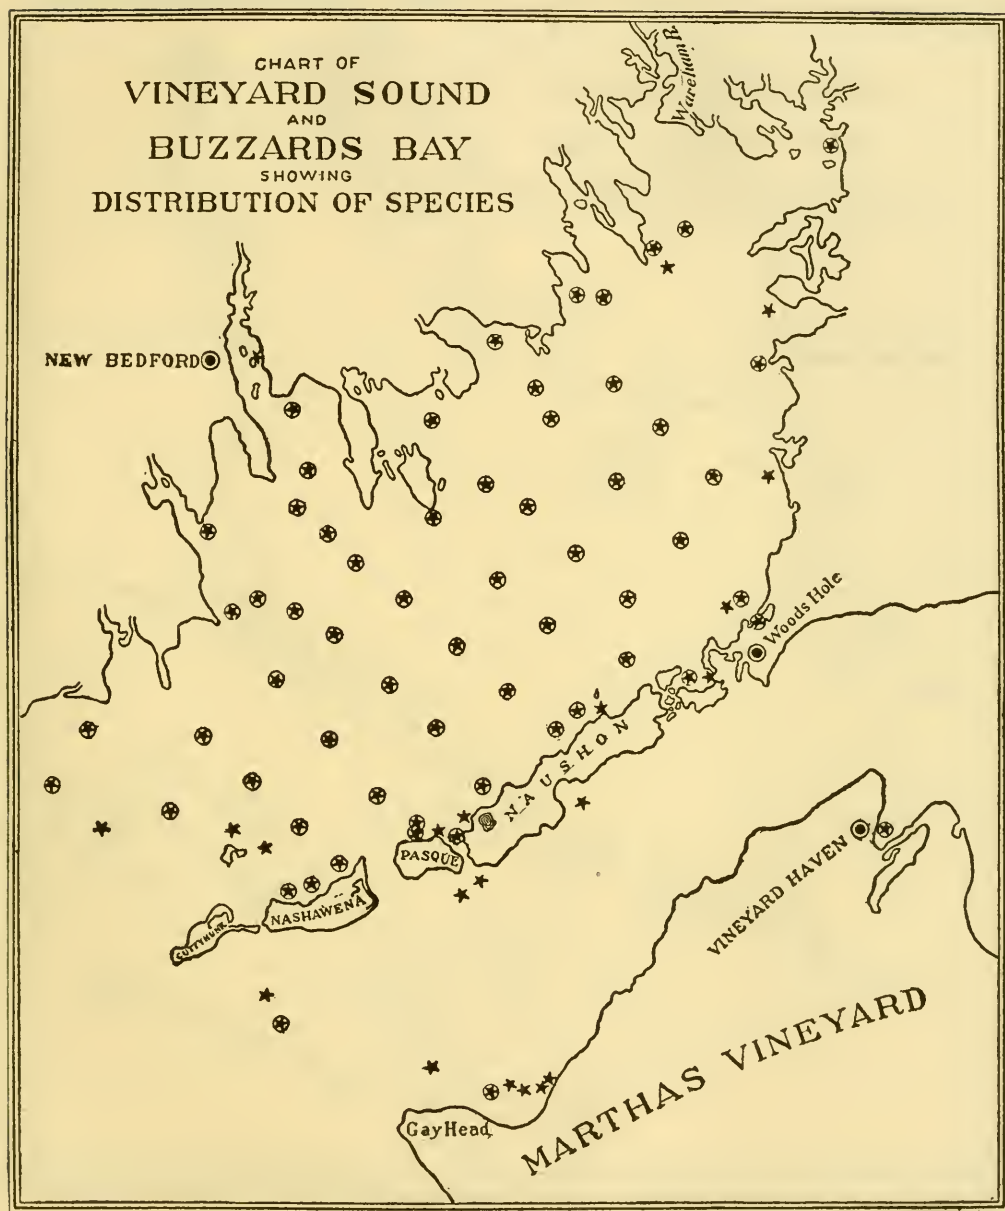 CHART OF
VINEYARD SOUND
AND
BUZZARDS BAY
SHOWING
DISTRIBUTION OF SPECIES
Wareham R.
NEW BEDFORD
Woods Hole
NAUSHON
PASQUE
NASHAWENA
CUTTYHUNK
VINEYARD HAVEN
MARTHAS VINEYARD
Gay Head